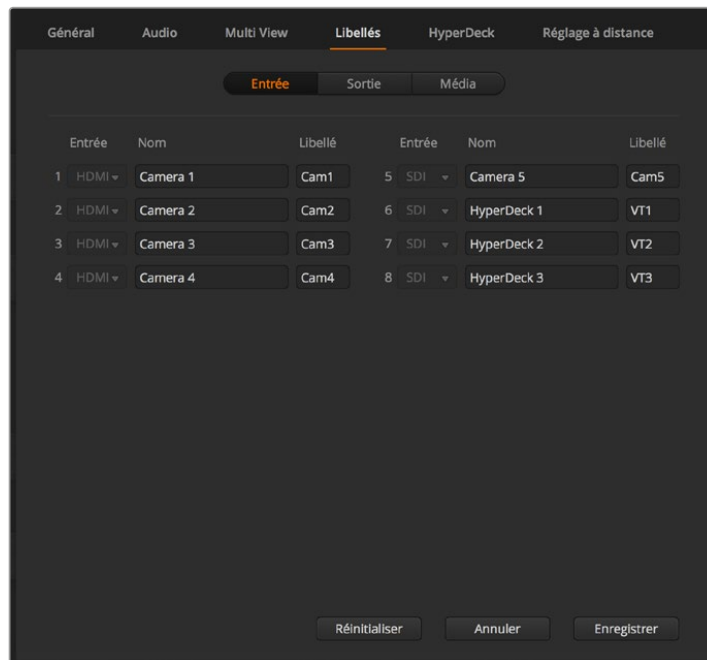 Général Audio Multi View Libellés HyperDeck Réglage à distance
Entrée Sortie Média
Entrée Nom Libellé Entrée Nom Libellé
1 HDMI Camera 1 Cam1 5 SDI Camera 5 Cam5
2 HDMI Camera 2 Cam2 6 SDI HyperDeck 1 VT1
3 HDMI Camera 3 Cam3 7 SDI HyperDeck 2 VT2
4 HDMI Camera 4 Cam4 8 SDI HyperDeck 3 VT3
Réinitialiser Annuler Enregistrer